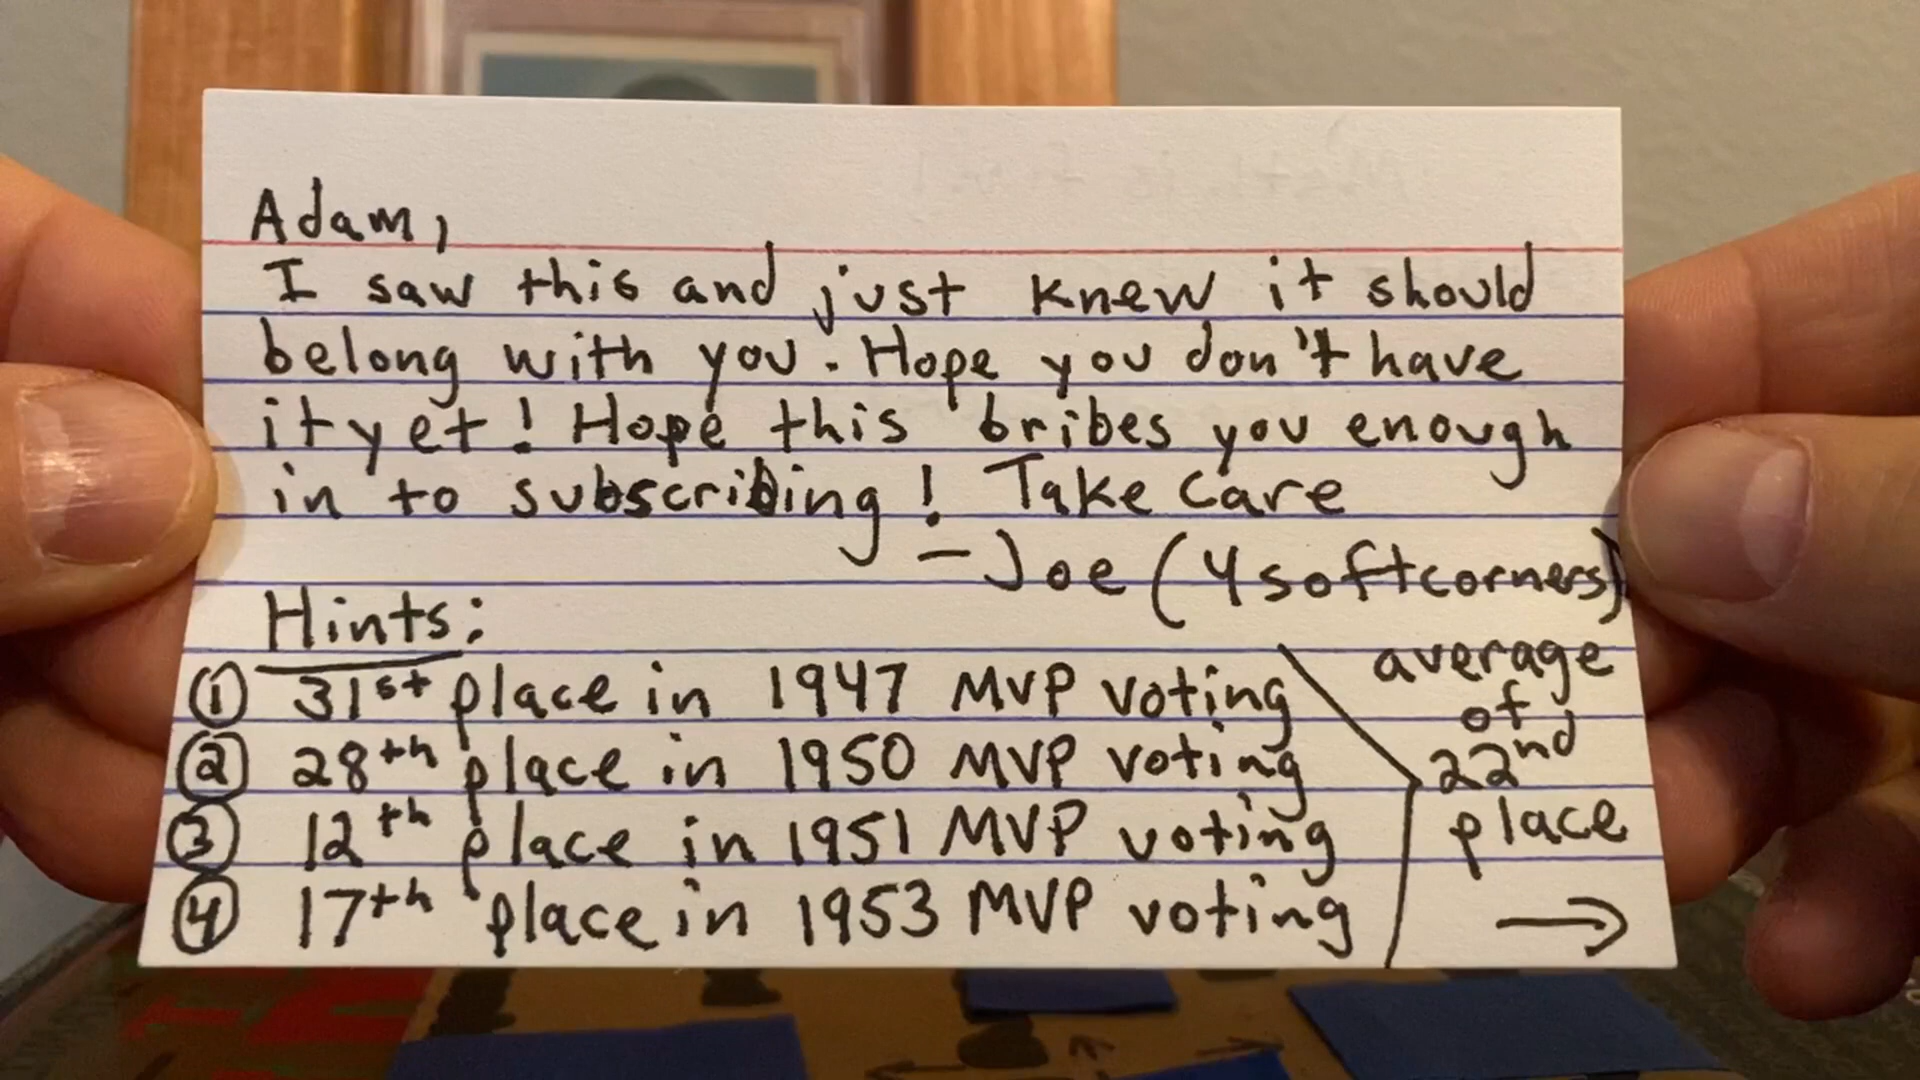 Adam,
I saw this and just knew it should
belong with you. Hope you don't have
it yet! Hope this bribes you enough
in to subscribing! Take Care
- Joe (4softcorners)
Hints:
① 31st place in 1947 MVP voting
② 28th place in 1950 MVP voting
③ 12th place in 1951 MVP voting
④ 17th place in 1953 MVP voting
average
of
22nd
place
→